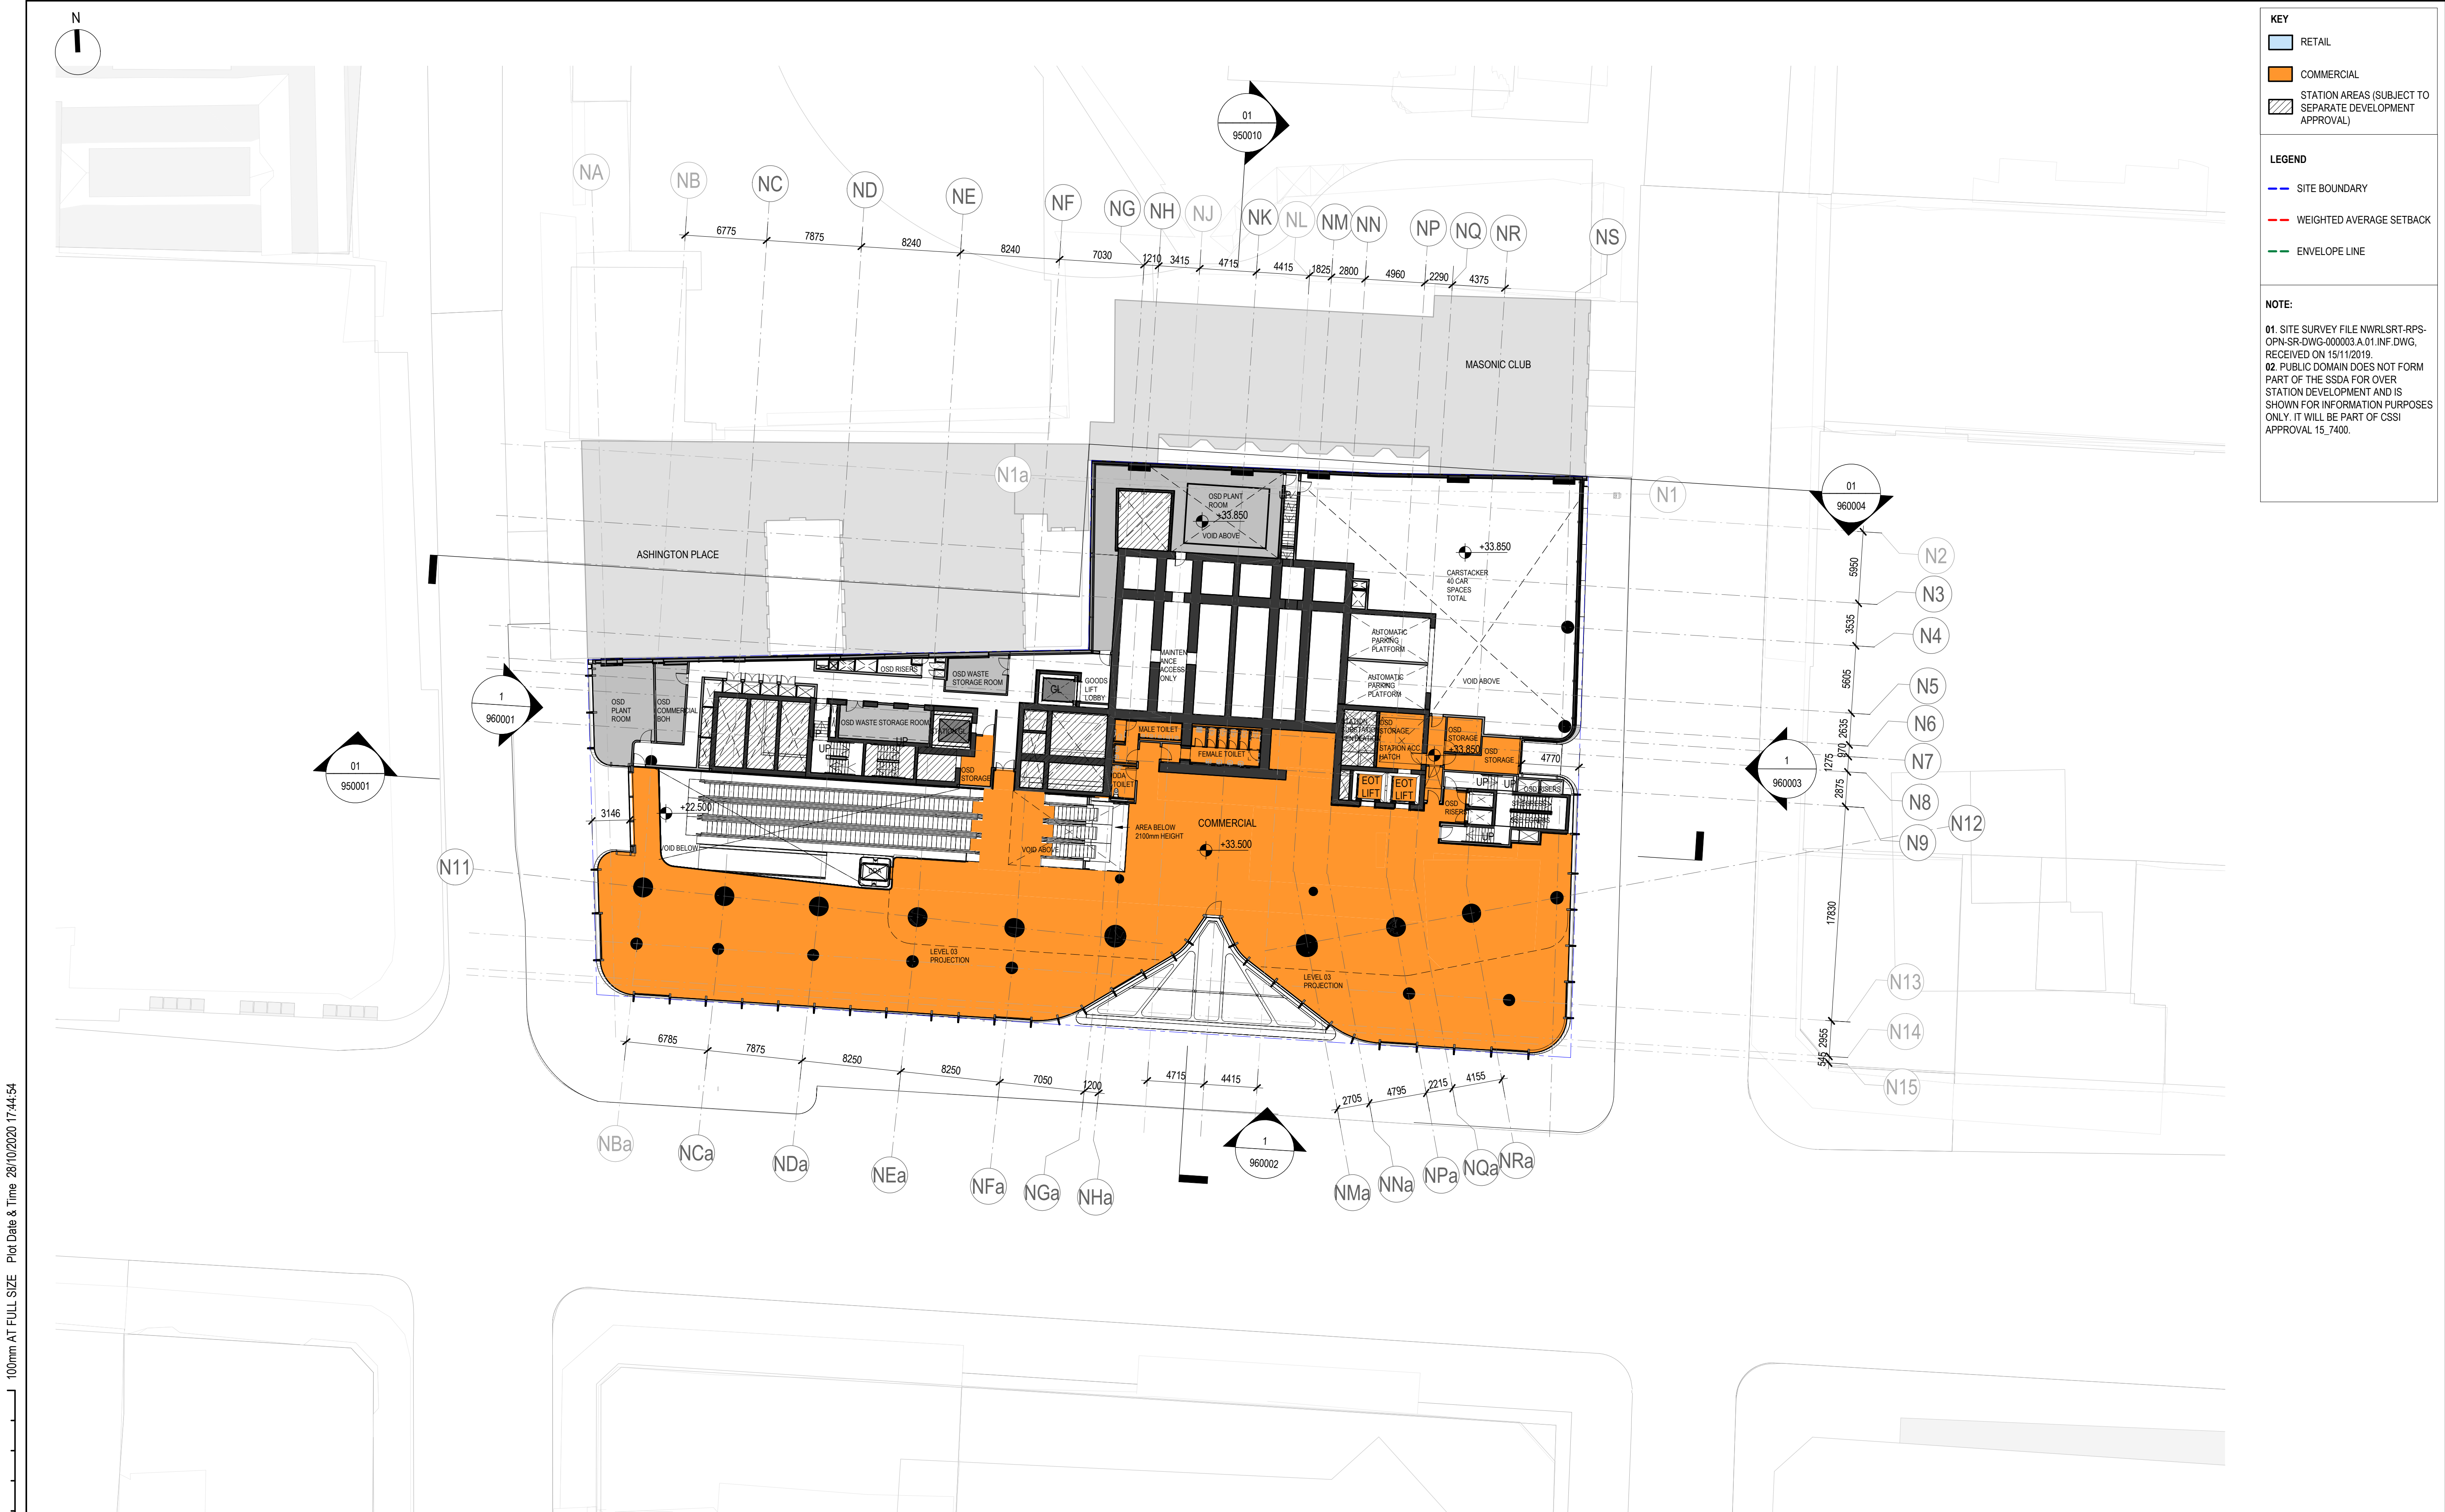 N
KEY
RETAIL
COMMERCIAL
STATION AREAS (SUBJECT TO
SEPARATE DEVELOPMENT
APPROVAL)
LEGEND
SITE BOUNDARY
WEIGHTED AVERAGE SETBACK
ENVELOPE LINE
NOTE:
01. SITE SURVEY FILE NWRLSRT-RPS-
OPN-SR-DWG-000003.A.01.INF.DWG,
RECEIVED ON 15/11/2019.
02. PUBLIC DOMAIN DOES NOT FORM
PART OF THE SSDA FOR OVER
STATION DEVELOPMENT AND IS
SHOWN FOR INFORMATION PURPOSES
ONLY. IT WILL BE PART OF CSSI
APPROVAL 15_7400.
01
950010
NA
NB
NC
ND
NE
NF
NG
NH
NJ
NK
NL
NM
NN
NP
NQ
NR
NS
6775
7875
8240
8240
7030
1210
3415
4715
4415
1825
2800
4960
2290
4375
MASONIC CLUB
N1a
N1
01
960004
ASHINGTON PLACE
OSD PLANT
ROOM
+33.850
VOID ABOVE
UP
+33.850
CARSTACKER
40 CAR
SPACES
TOTAL
AUTOMATIC
PARKING
PLATFORM
AUTOMATIC
PARKING
PLATFORM
VOID ABOVE
MAINTEN
ANCE
ACCESS
ONLY
GOODS
LIFT
LOBBY
GL
OSD RISERS
OSD WASTE
STORAGE ROOM
OSD
PLANT
ROOM
OSD
COMMERCIAL
BOH
OSD WASTE STORAGE ROOM
STATION GL
UP
UP
UP
OSD
STORAGE
MALE TOILET
FEMALE TOILET
DDA
TOILET
OSD
STORAGE
STATION ACC.
HATCH
OSD
STORAGE
+33.850
OSD
STORAGE
EOT
LIFT
EOT
LIFT
OSD
RISERS
UP
UP
OSD RISERS
UP
4770
3146
+22.500
VOID BELOW
DDA
VOID ABOVE
AREA BELOW
2100mm HEIGHT
COMMERCIAL
+33.500
LEVEL 03
PROJECTION
LEVEL 03
PROJECTION
1
960001
01
950001
1
960003
1
960002
N2
N3
N4
N5
N6
N7
N8
N9
N12
N11
N13
N14
N15
5950
3535
5605
2635
970
1275
2875
17830
2955
545
6785
7875
8250
8250
7050
1200
4715
4415
2705
4795
2215
4155
NBa
NCa
NDa
NEa
NFa
NGa
NHa
NMa
NNa
NPa
NQa
NRa
100mm AT FULL SIZE Plot Date & Time 28/10/2020 17:44:54